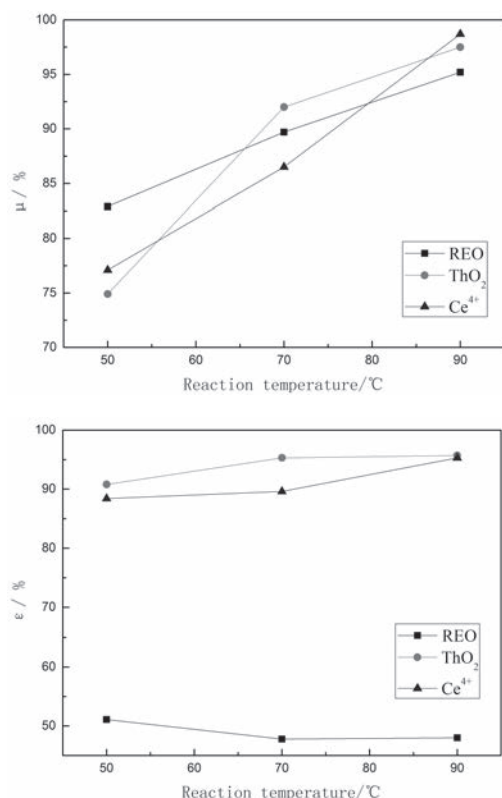 100
95
90
85
80
75
70
μ / %
REO
ThO2
Ce4+
50 60 70 80 90
Reaction temperature/℃
100
90
80
70
60
50
ε / %
REO
ThO2
Ce4+
50 60 70 80 90
Reaction temperature/℃